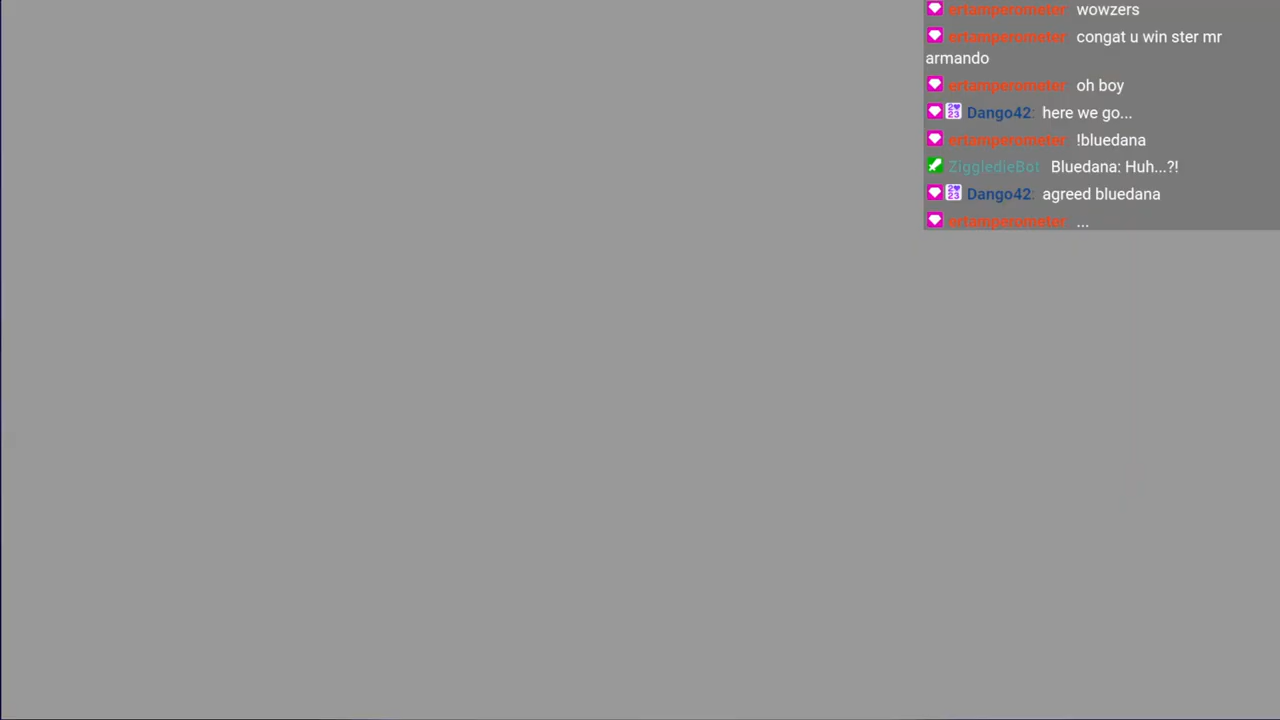 ertamperometer: wowzers
ertamperometer: congat u win ster mr
armando
ertamperometer: oh boy
Dango42: here we go...
ertamperometer: !bluedana
ZiggledieBot: Bluedana: Huh...?!
Dango42: agreed bluedana
ertamperometer: ...